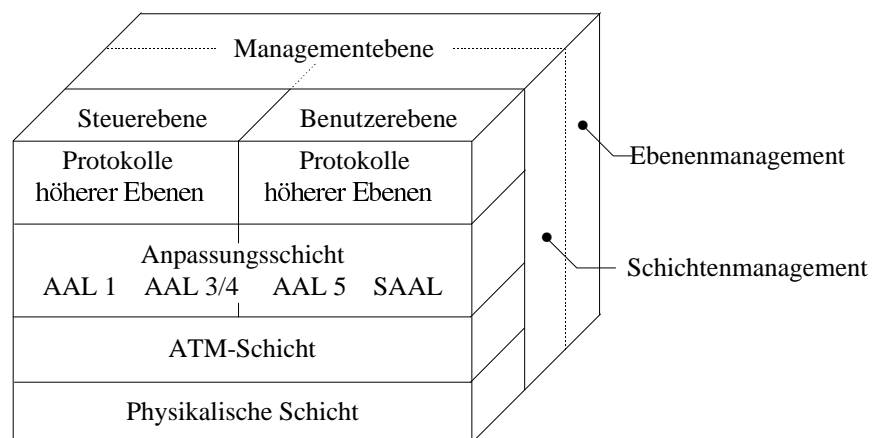 Managementebene
Steuerebene
Benutzerebene
Protokolle
höherer Ebenen
Protokolle
höherer Ebenen
Ebenenmanagement
Anpassungsschicht
AAL 1 AAL 3/4 AAL 5 SAAL
Schichtenmanagement
ATM-Schicht
Physikalische Schicht